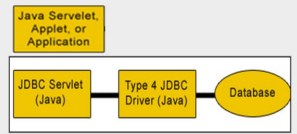 Java Servelet,
Applet, or
Application
JDBC Servlet
(Java)
Type 4 JDBC
Driver (Java)
Database